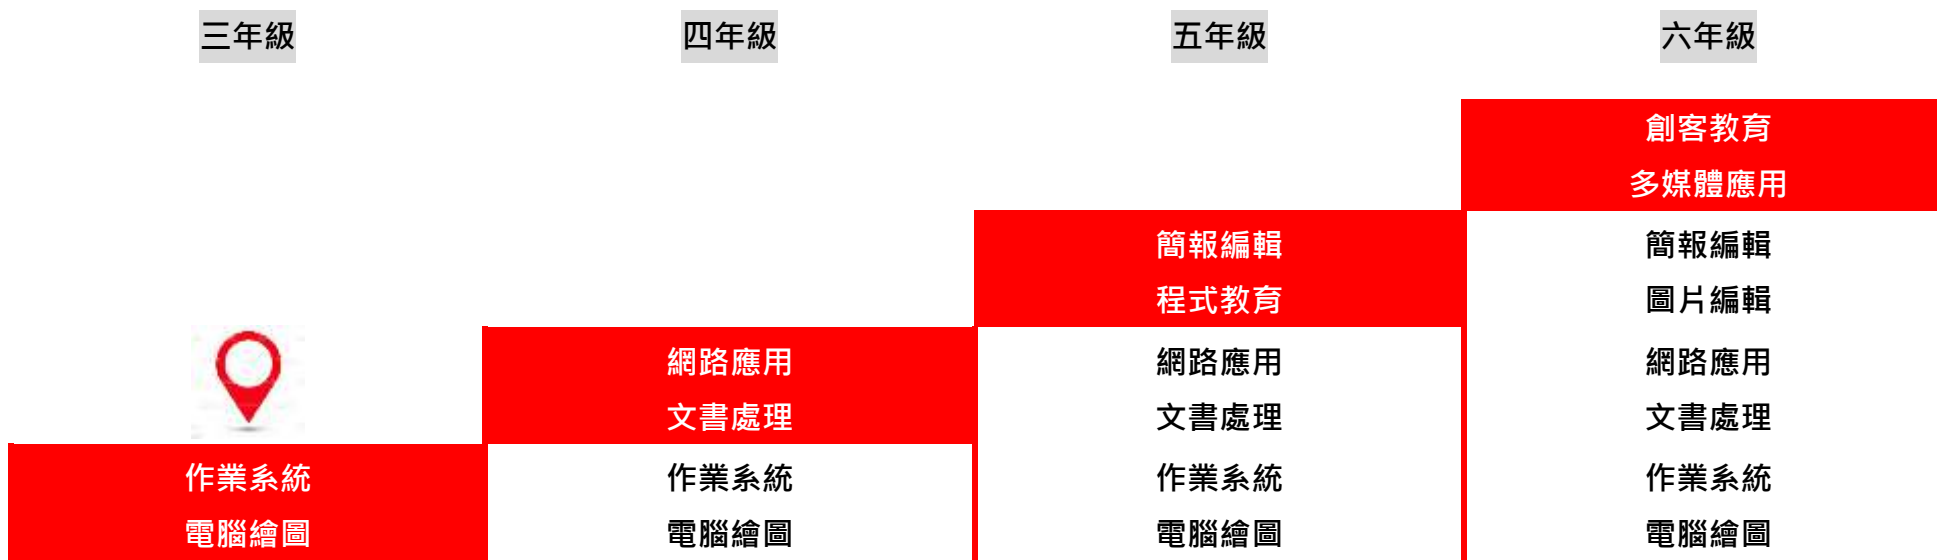 三年級 四年級 五年級 六年級
創客教育
多媒體應用
簡報編輯 簡報編輯
程式教育 圖片編輯
網路應用 網路應用 網路應用
文書處理 文書處理 文書處理
作業系統 作業系統 作業系統 作業系統
電腦繪圖 電腦繪圖 電腦繪圖 電腦繪圖